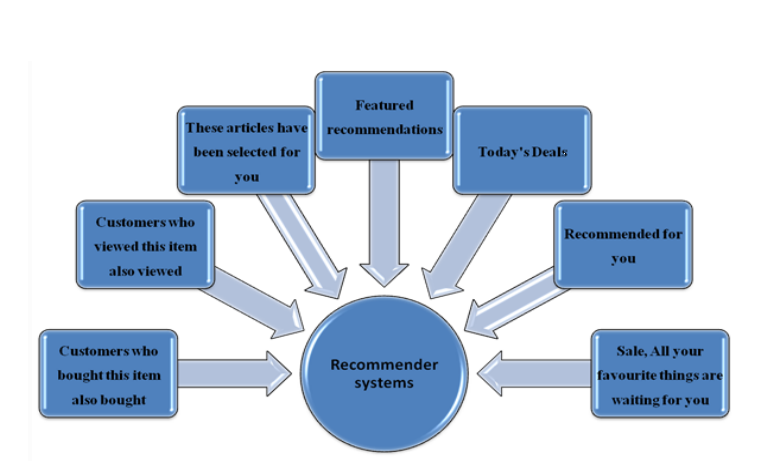 Featured
recommendations
These articles have
been selected for
you
Today's Deals
Customers who
viewed this item
also viewed
Recommended for
you
Customers who
bought this item
also bought
Recommender
systems
Sale, All your
favourite things are
waiting for you